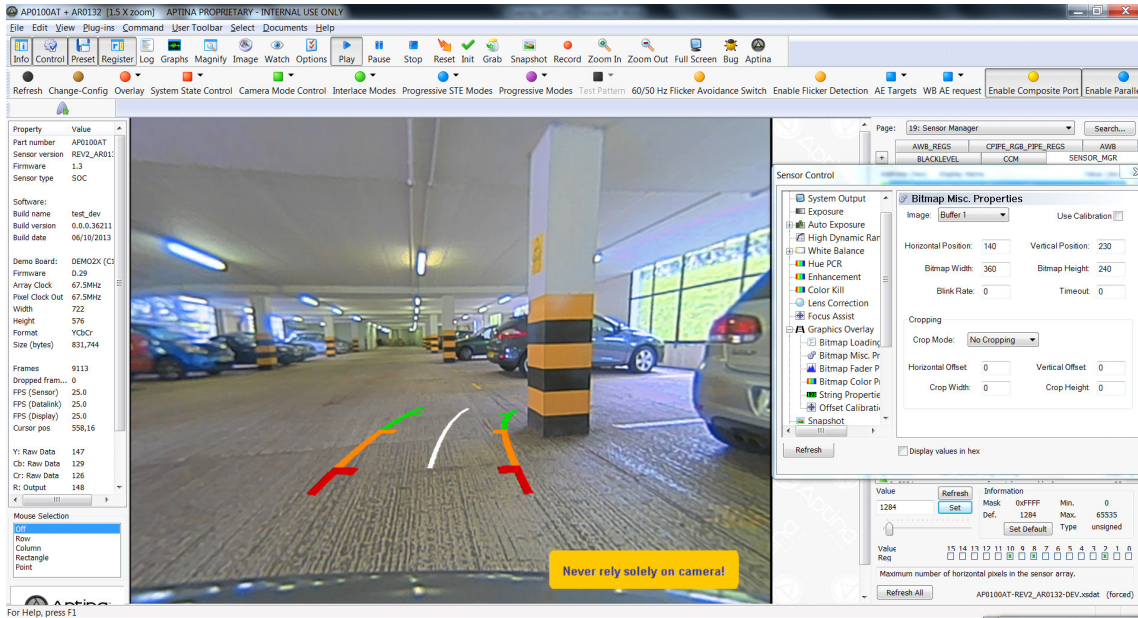 AP0100AT + AR0132 [1.5 X zoom] APTINA PROPRIETARY - INTERNAL USE ONLY
File Edit View Plug-ins Command User Toolbar Select Documents Help
Info Control Preset Register Log Graphs Magnify Image Watch Options Play Pause Stop Reset Init Grab Snapshot Record Zoom In Zoom Out Full Screen Bug Aptina
Refresh Change-Config Overlay System State Control Camera Mode Control Interlace Modes Progressive STE Modes Progressive Modes Test Pattern 60/50 Hz Flicker Avoidance Switch Enable Flicker Detection AE Targets WB AE request Enable Composite Port Enable Paralle
Property Value
Part number AP0100AT
Sensor version REV2_AR01
Firmware 1.3
Sensor type SOC
Software:
Build name test_dev
Build version 0.0.0.36211
Build date 06/10/2013
Demo Board: DEMO2X (C1
Firmware 0.29
Array Clock 67.5MHz
Pixel Clock Out 67.5MHz
Width 722
Height 576
Format YCbCr
Size (bytes) 831,744
Frames 9113
Dropped fram... 0
FPS (Sensor) 25.0
FPS (Datalink) 25.0
FPS (Display) 25.0
Cursor pos 558,16
Y: Raw Data 147
Cb: Raw Data 129
Cr: Raw Data 126
R: Output 148
Mouse Selection
Off
Row
Column
Rectangle
Point
Never rely solely on camera!
Page: 19: Sensor Manager Search...
AWB_REGS CPIPE_RGB_PIPE_REGS AWB
+ BLACKLEVEL CCM SENSOR_MGR
Sensor Control
System Output
Exposure
Auto Exposure
High Dynamic Ran
White Balance
Hue PCR
Enhancement
Color Kill
Lens Correction
Focus Assist
Graphics Overlay
Bitmap Loading
Bitmap Misc. Pr
Bitmap Fader P
Bitmap Color P
String Propertie
Offset Calibrati
Snapshot
Refresh
Bitmap Misc. Properties
Image: Buffer 1 Use Calibration
Horizontal Position: 140 Vertical Position: 230
Bitmap Width: 360 Bitmap Height: 240
Blink Rate: 0 Timeout: 0
Cropping
Crop Mode: No Cropping
Horizontal Offset: 0 Vertical Offset: 0
Crop Width: 0 Crop Height: 0
Display values in hex
Value Refresh Information
1284 Set Mask 0xFFFF Min. 0
Def. 1284 Max. 65535
Set Default Type unsigned
Value 15 14 13 12 11 10 9 8 7 6 5 4 3 2 1 0
Reg
Maximum number of horizontal pixels in the sensor array.
Refresh All AP0100AT-REV2_AR0132-DEV.xsdat (forced)
For Help, press F1